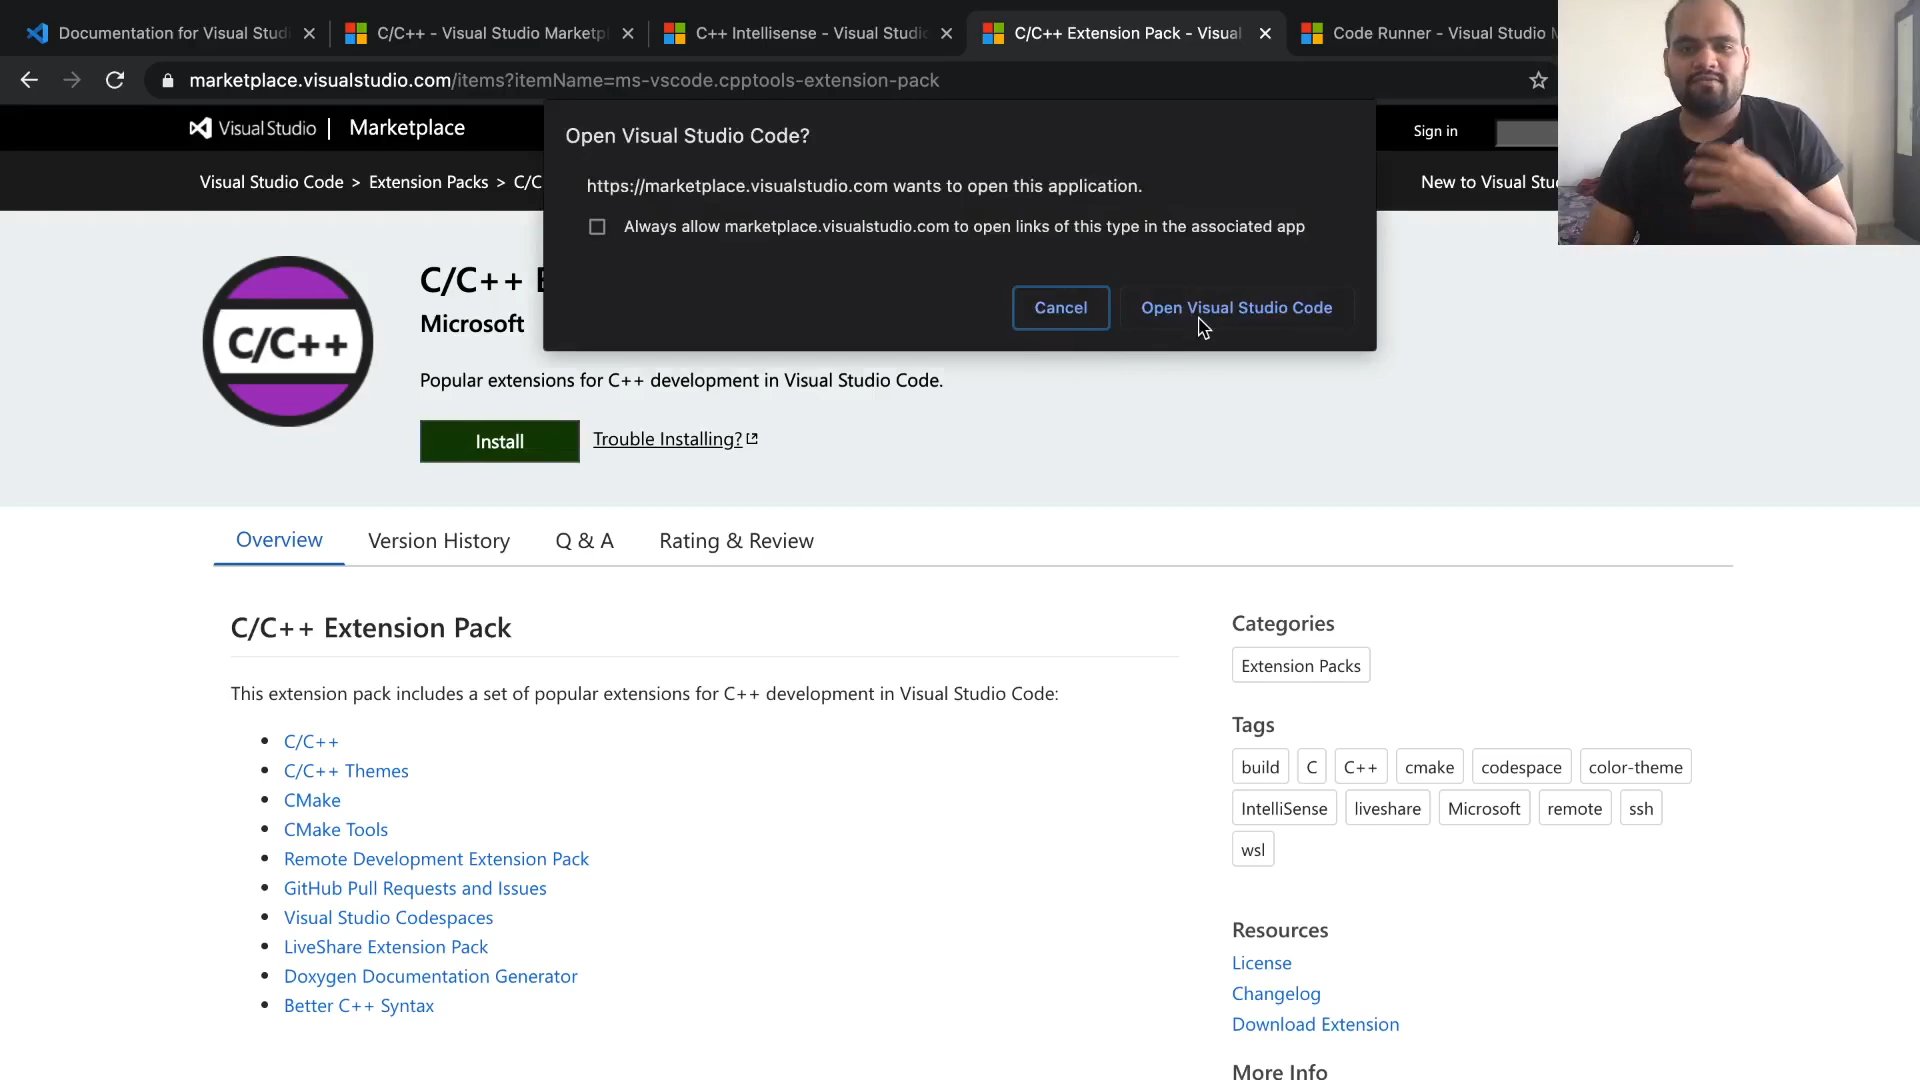 Documentation for Visual Studi
C/C++ - Visual Studio Marketpl
C++ Intellisense - Visual Studio
C/C++ Extension Pack - Visual
Code Runner - Visual Studio M
marketplace.visualstudio.com/items?itemName=ms-vscode.cpptools-extension-pack
Visual Studio | Marketplace
Sign in
Visual Studio Code > Extension Packs > C/C
New to Visual Stu
Open Visual Studio Code?
https://marketplace.visualstudio.com wants to open this application.
Always allow marketplace.visualstudio.com to open links of this type in the associated app
Cancel
Open Visual Studio Code
C/C++
C/C++ E
Microsoft
Popular extensions for C++ development in Visual Studio Code.
Install
Trouble Installing?
Overview
Version History
Q & A
Rating & Review
C/C++ Extension Pack
This extension pack includes a set of popular extensions for C++ development in Visual Studio Code:
• C/C++
• C/C++ Themes
• CMake
• CMake Tools
• Remote Development Extension Pack
• GitHub Pull Requests and Issues
• Visual Studio Codespaces
• LiveShare Extension Pack
• Doxygen Documentation Generator
• Better C++ Syntax
Categories
Extension Packs
Tags
build C C++ cmake codespace color-theme
IntelliSense liveshare Microsoft remote ssh
wsl
Resources
License
Changelog
Download Extension
More Info